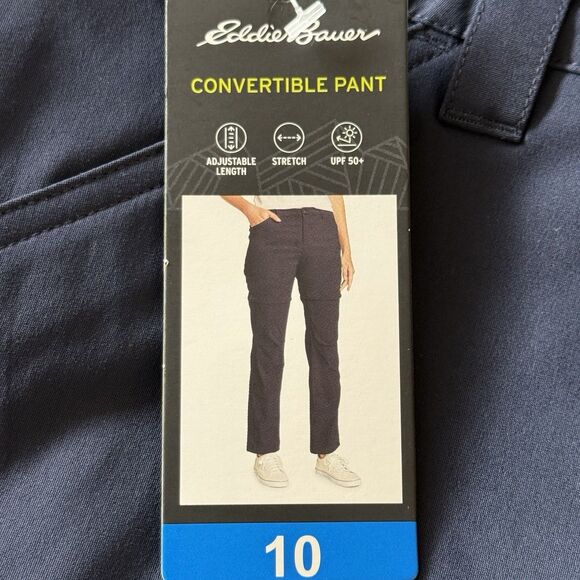 Eddie Bauer
CONVERTIBLE PANT
ADJUSTABLE LENGTH
STRETCH
UPF 50+
10